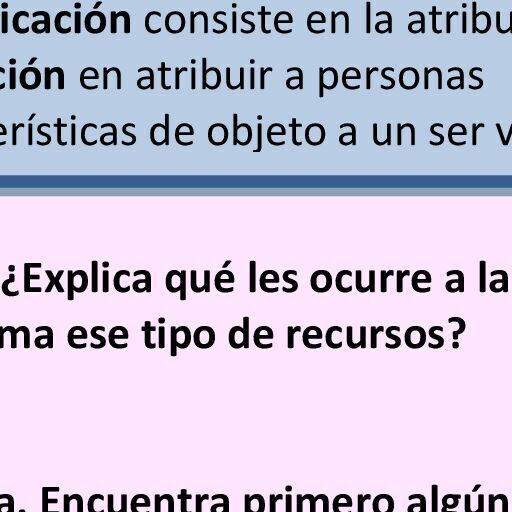 icación consiste en la atribu
ción en atribuir a personas
erísticas de objeto a un ser v
¿Explica qué les ocurre a la
ma ese tipo de recursos?
a. Encuentra primero algún